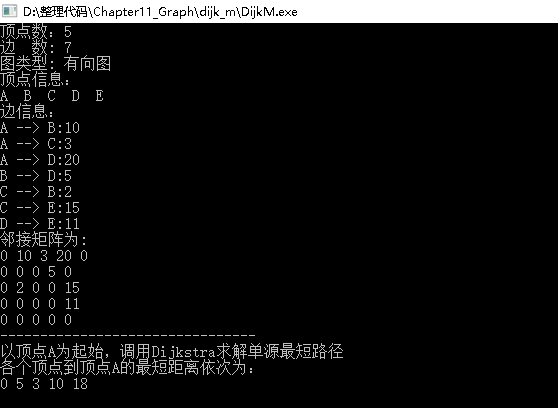 D:\整理代码\Chapter11_Graph\dijk_m\DijkM.exe
顶点数: 5
边  数: 7
图类型: 有向图
顶点信息:
A  B  C  D  E
边信息:
A --> B:10
A --> C:3
A --> D:20
B --> D:5
C --> B:2
C --> E:15
D --> E:11
邻接矩阵为:
0 10 3 20 0
0 0 0 5 0
0 2 0 0 15
0 0 0 0 11
0 0 0 0 0
--------------------------------
以顶点A为起始，调用Dijkstra求解单源最短路径
各个顶点到顶点A的最短距离依次为:
0 5 3 10 18